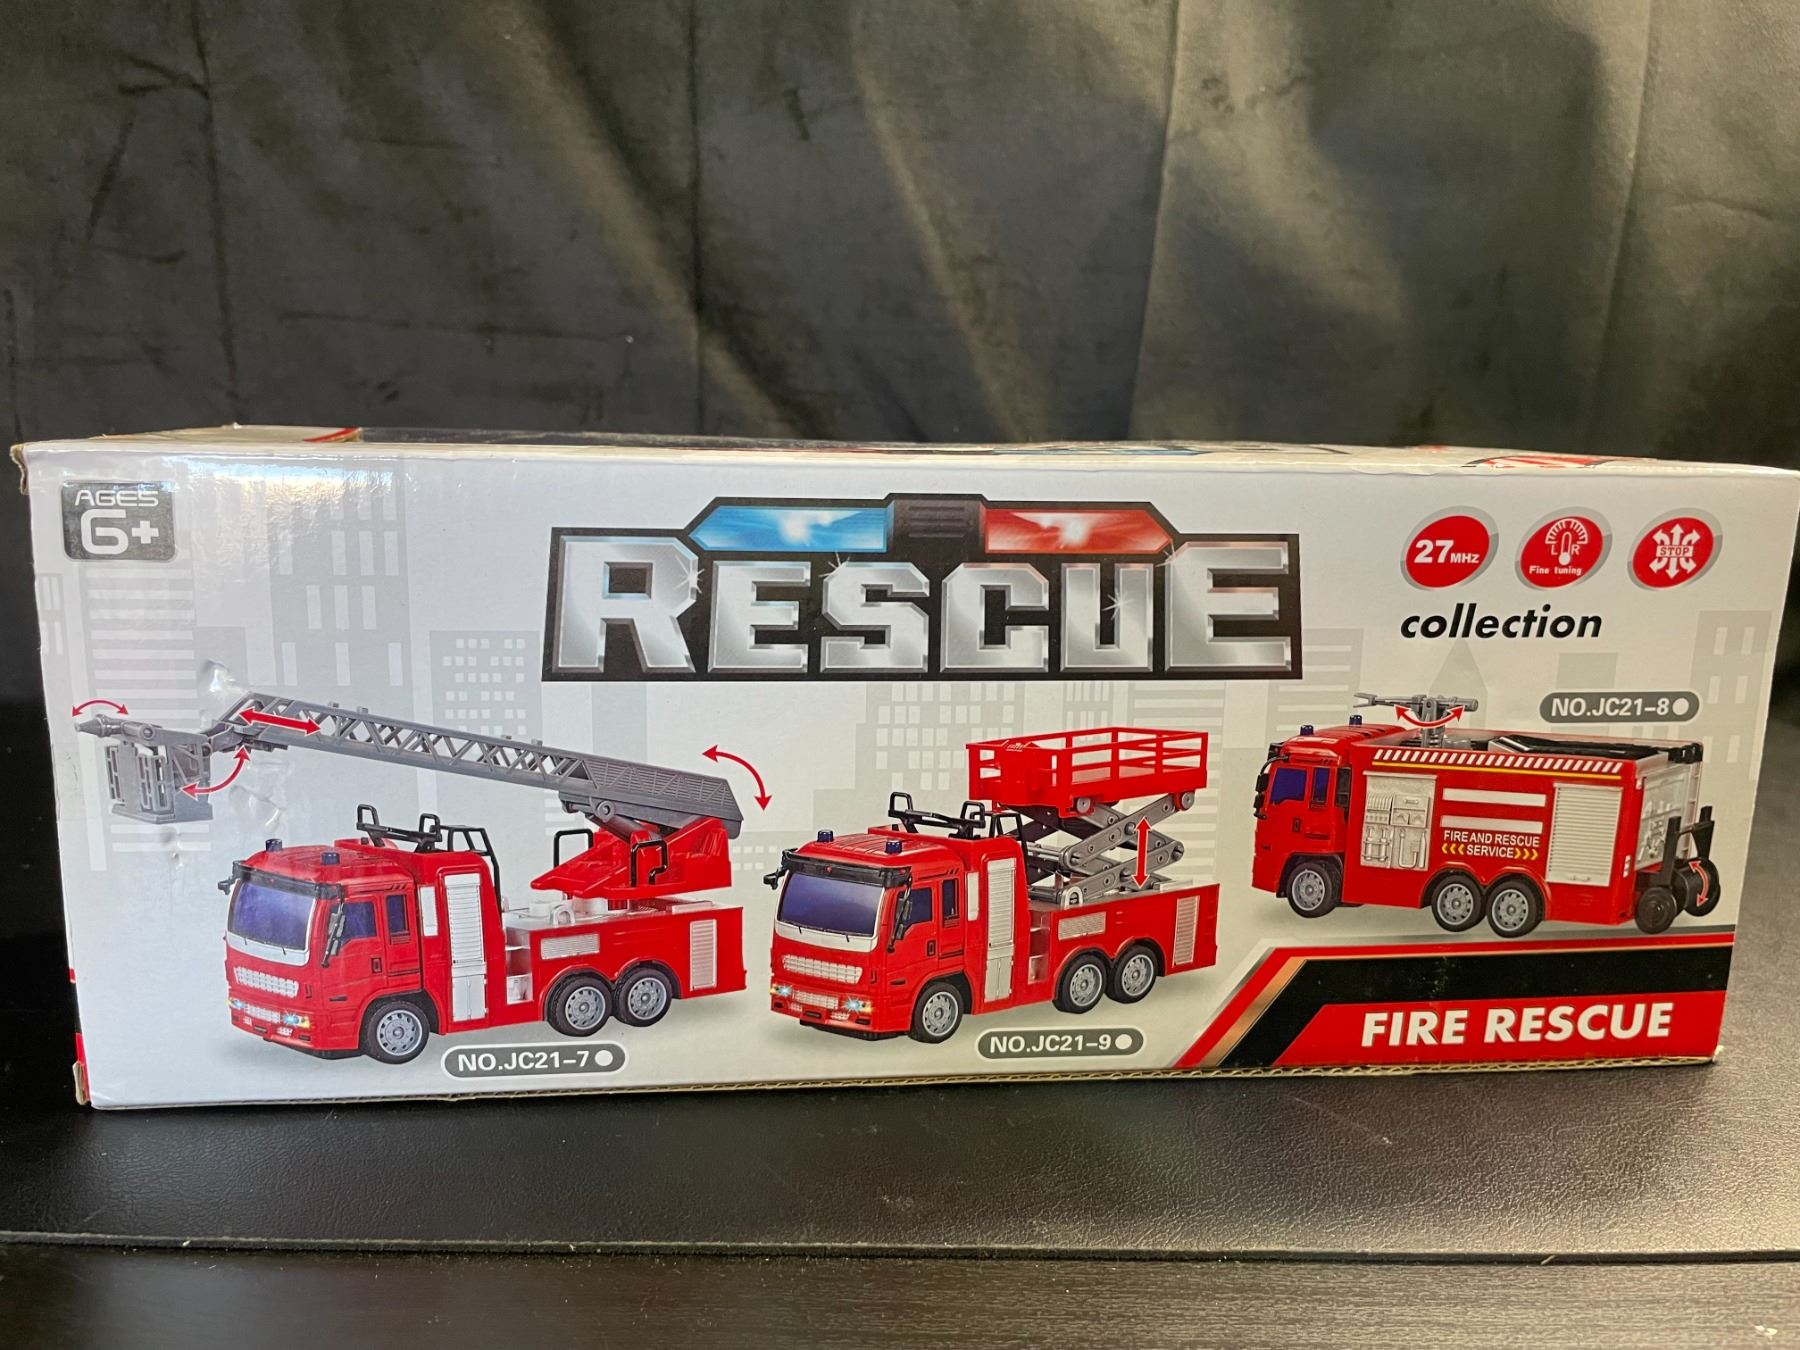 AGES
6+
RESCUE
27MHZ
L R
Fine tuning
STOP
collection
NO.JC21-8
FIRE AND RESCUE
SERVICE
NO.JC21-7
NO.JC21-9
FIRE RESCUE